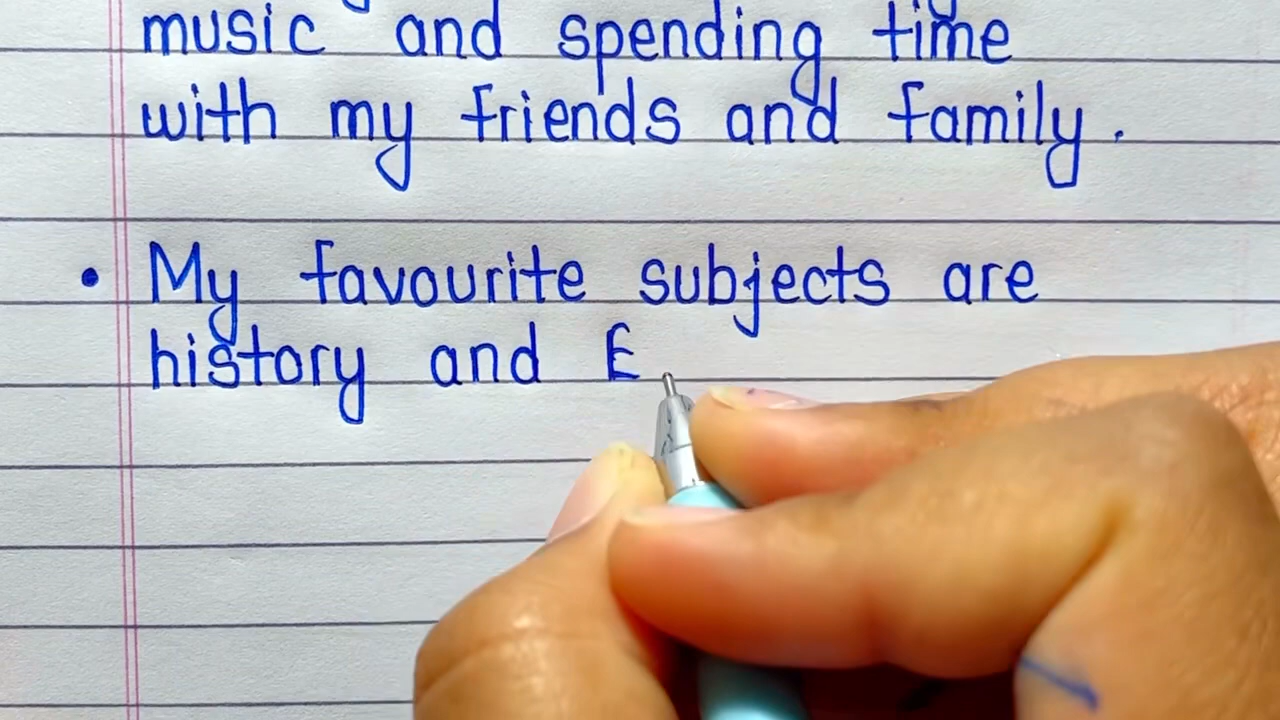 music and spending time
with my friends and family.
• My favourite subjects are
history and E